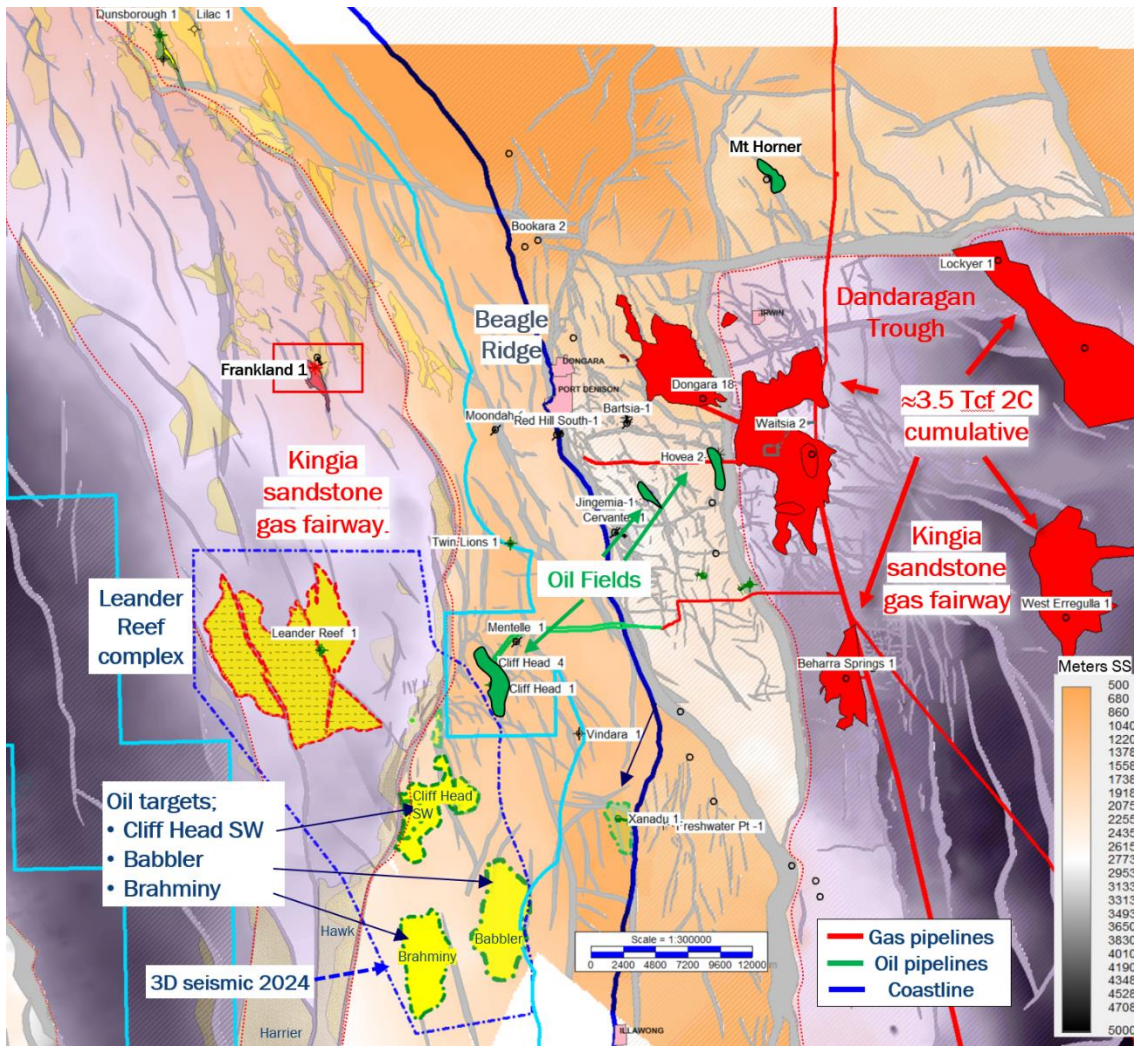 Dunsborough 1
Lilac 1
Mt Horner
Bookara 2
Lockyer 1
Dandaragan
Trough
IRWIN
Beagle
Ridge
DONGARA
PORT DENISON
Frankland 1
Dongara 18
≈3.5 Tcf 2C
cumulative
Bartsia-1
Moondah
Red Hill South-1
Waitsia 2
Hovea 2
Kingia
sandstone
gas fairway.
Jingemia-1
Cervantes 1
Twin Lions 1
Kingia
sandstone
gas fairway
Oil Fields
Leander
Reef
complex
West Erregulla 1
Leander Reef 1
Mentelle 1
Cliff Head 4
Beharra Springs 1
Meters SS
Cliff Head 1
500
680
860
1040
1220
1378
1558
1738
1918
2075
2255
2435
2615
2773
2953
3133
3313
3493
3650
3830
4010
4190
4348
4528
4708
5000
Vindara 1
Oil targets;
• Cliff Head SW
• Babbler
• Brahminy
Cliff Head
SW
Xanadu 1
Freshwater Pt -1
Hawk
Babbler
Brahminy
Scale = 1:300000
0 2400 4800 7200 9600 12000m
Gas pipelines
Oil pipelines
Coastline
3D seismic 2024
Harrier
ILLAWONG